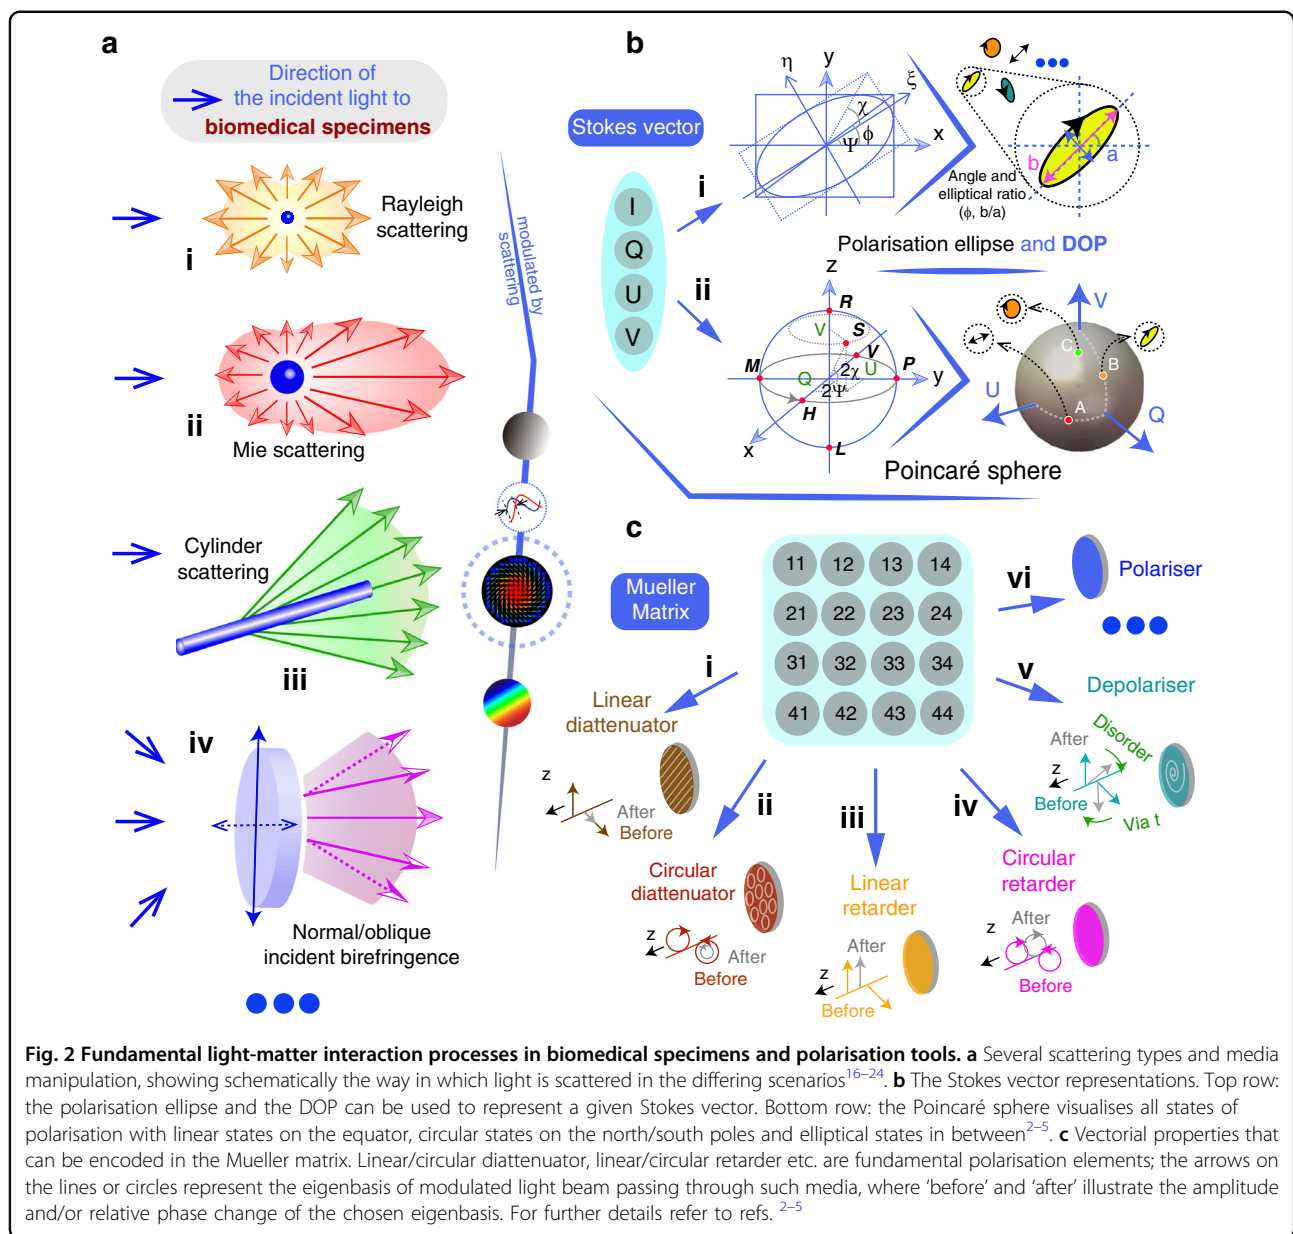 a
Direction of
the incident light to
biomedical specimens
Rayleigh
scattering
i
ii
Mie scattering
Cylinder
scattering
iii
iv
Normal/oblique
incident birefringence
modulated by
scattering
b
Stokes vector
I
Q
U
V
i
η
y
ξ
χ
Ψ
ϕ
x
b
a
Angle and
elliptical ratio
(ϕ, b/a)
Polarisation ellipse and DOP
ii
z
R
V
S
M
V
P
Q
U
2χ
2Ψ
y
H
x
L
V
C
B
U
A
Q
Poincaré sphere
c
Mueller
Matrix
11 12 13 14
21 22 23 24
31 32 33 34
41 42 43 44
vi
Polariser
i
Linear
diattenuator
z
After
Before
v
Depolariser
Disorder
After
z
Before
Via t
ii
Circular
diattenuator
z
After
Before
iii
Linear
retarder
After
z
Before
iv
Circular
retarder
After
z
Before
Fig. 2 Fundamental light-matter interaction processes in biomedical specimens and polarisation tools. a Several scattering types and media
manipulation, showing schematically the way in which light is scattered in the differing scenarios16–24. b The Stokes vector representations. Top row:
the polarisation ellipse and the DOP can be used to represent a given Stokes vector. Bottom row: the Poincaré sphere visualises all states of
polarisation with linear states on the equator, circular states on the north/south poles and elliptical states in between2–5. c Vectorial properties that
can be encoded in the Mueller matrix. Linear/circular diattenuator, linear/circular retarder etc. are fundamental polarisation elements; the arrows on
the lines or circles represent the eigenbasis of modulated light beam passing through such media, where ‘before’ and ‘after’ illustrate the amplitude
and/or relative phase change of the chosen eigenbasis. For further details refer to refs. 2–5